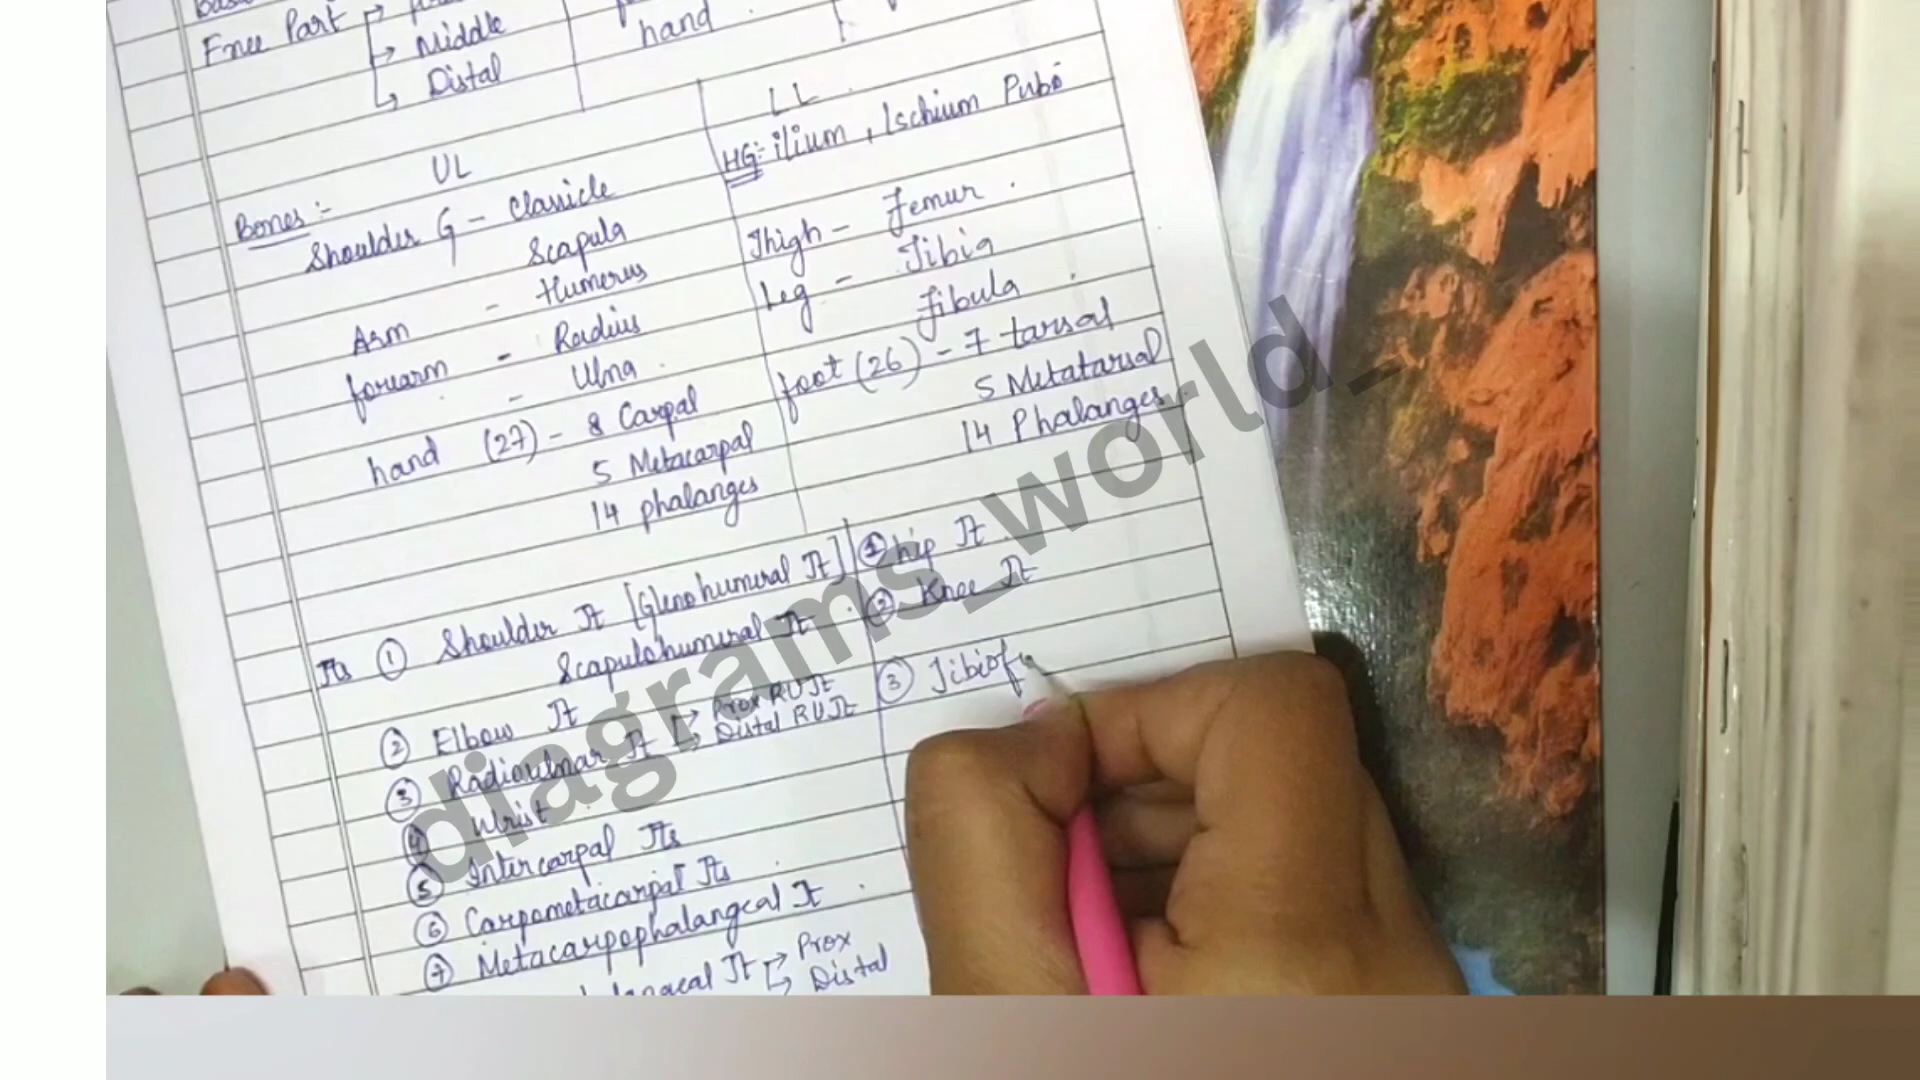 Free Part → Middle
→ Distal
hand
UL
LL
Bones :-
Shoulder G - Clavicle
Scapula
Arm - Humerus
forearm - Radius
- Ulna
hand (27) - 8 Carpal
5 Metacarpal
14 phalanges
HG:- ilium , Ischium Pubo
Thigh - Femur
Leg - Tibia
Fibula
foot (26) - 7 tarsal
5 Metatarsal
14 Phalanges
Jts ① Shoulder Jt [Glenohumeral Jt]
Scapulohumeral Jt
② Elbow Jt
③ Radioulnar Jt → Prox RUJt
→ Distal RUJt
④ Wrist
⑤ Intercarpal Jts
⑥ Carpometacarpal Jts
⑦ Metacarpophalangeal Jt
Jt → Prox
→ Distal
① hip Jt
② Knee Jt
③ Tibiof
diagrams_world_